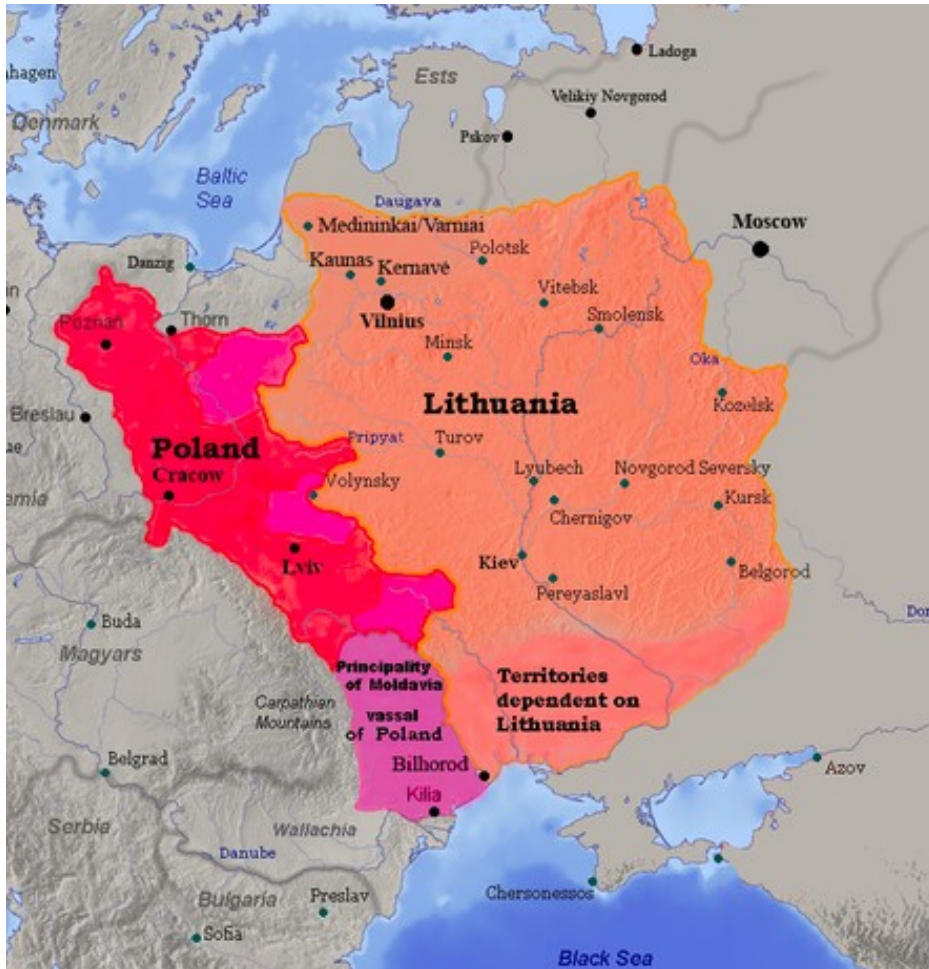 Ladoga
nhagen
Ests
Velikiy Novgorod
Denmark
Pskov
Baltic
Sea
Daugava
Medininkai/Varniai
Moscow
Polotsk
Danzig
Kaunas
Kernavė
Vitebsk
Vilnius
Smolensk
Thorn
Poznań
Minsk
Oka
Lithuania
Kozelsk
Breslau
Poland
Pripyat
Turov
Cracow
Volynsky
Lyubech
Novgorod Seversky
emia
Kursk
Chernigov
Lviv
Kiev
Belgorod
Pereyaslavl
Don
Buda
Magyars
Principality
of Moldavia
vassal
of Poland
Territories
dependent on
Lithuania
Carpathian
Mountains
Bilhorod
Belgrad
Azov
Kilia
Serbia
Wallachia
Danube
Chersonessos
Bulgaria
Preslav
Sofia
Black Sea